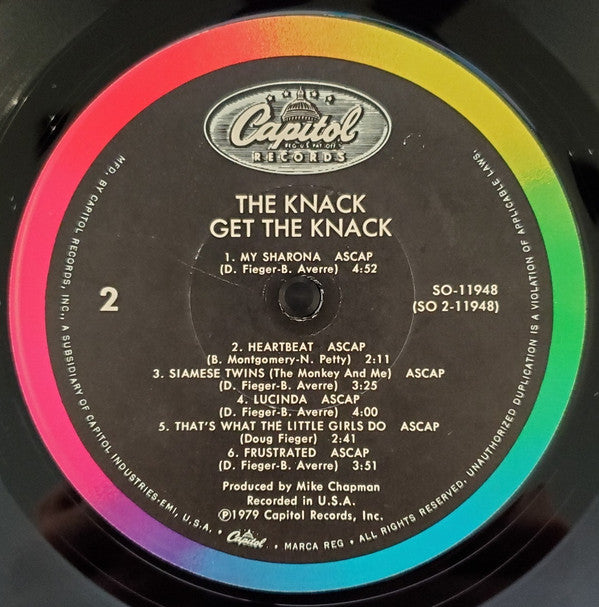 Capitol
REG. U.S. PAT. OFF.
RECORDS
THE KNACK
GET THE KNACK
1. MY SHARONA ASCAP
(D. Fieger-B. Averre) 4:52
2
SO-11948
(SO 2-11948)
2. HEARTBEAT ASCAP
(B. Montgomery-N. Petty) 2:11
3. SIAMESE TWINS (The Monkey And Me) ASCAP
(D. Fieger-B. Averre) 3:25
4. LUCINDA ASCAP
(D. Fieger-B. Averre) 4:00
5. THAT'S WHAT THE LITTLE GIRLS DO ASCAP
(Doug Fieger) 2:41
6. FRUSTRATED ASCAP
(D. Fieger-B. Averre) 3:51
Produced by Mike Chapman
Recorded in U.S.A.
℗1979 Capitol Records, Inc.
MFD. BY CAPITOL RECORDS, INC., A SUBSIDIARY OF CAPITOL INDUSTRIES-EMI, U.S.A. • Capitol • MARCA REG • ALL RIGHTS RESERVED. UNAUTHORIZED DUPLICATION IS A VIOLATION OF APPLICABLE LAWS.